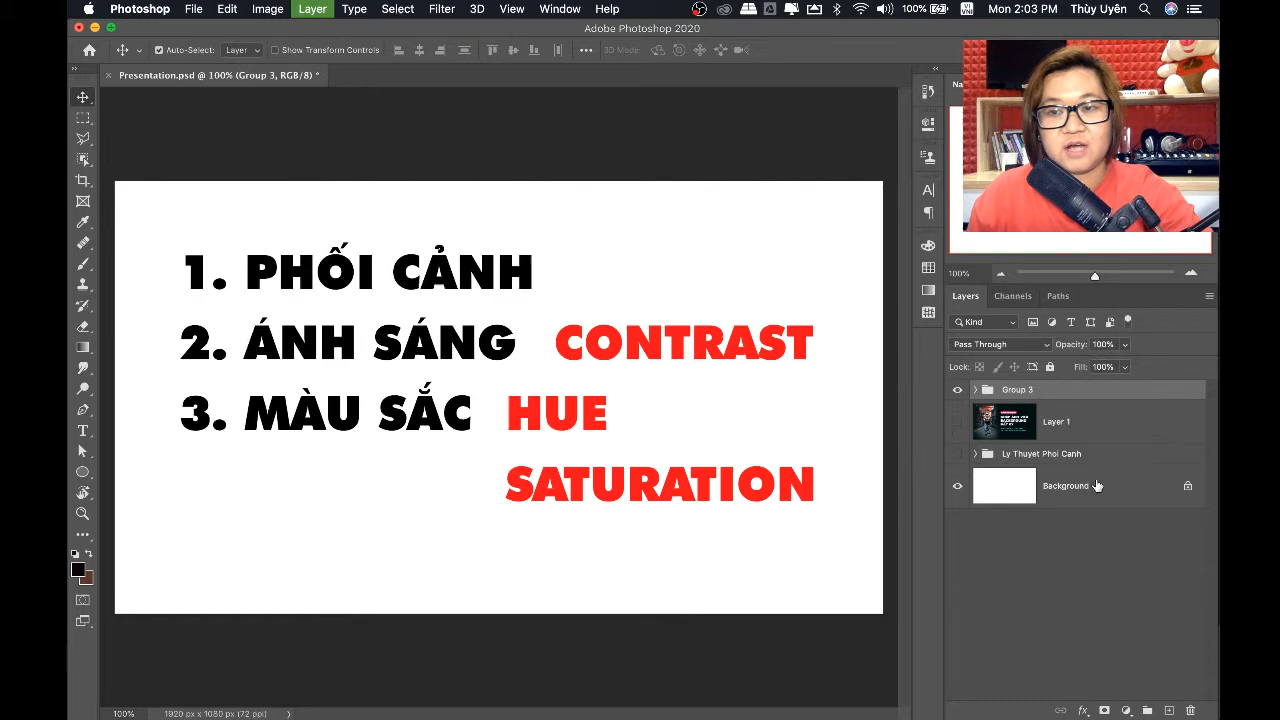 Photoshop File Edit Image Layer Type Select Filter 3D View Window Help 100% VI VNI Mon 2:03 PM Thùy Uyên
Adobe Photoshop 2020
Auto-Select: Layer Show Transform Controls 3D Mode:
Presentation.psd @ 100% (Group 3, RGB/8) *
1. PHỐI CẢNH
2. ÁNH SÁNG CONTRAST
3. MÀU SẮC HUE
SATURATION
100%
Layers Channels Paths
Kind
Pass Through Opacity: 100%
Lock: Fill: 100%
Group 3
Layer 1
Ly Thuyet Phoi Canh
Background
100% 1920 px x 1080 px (72 ppi)